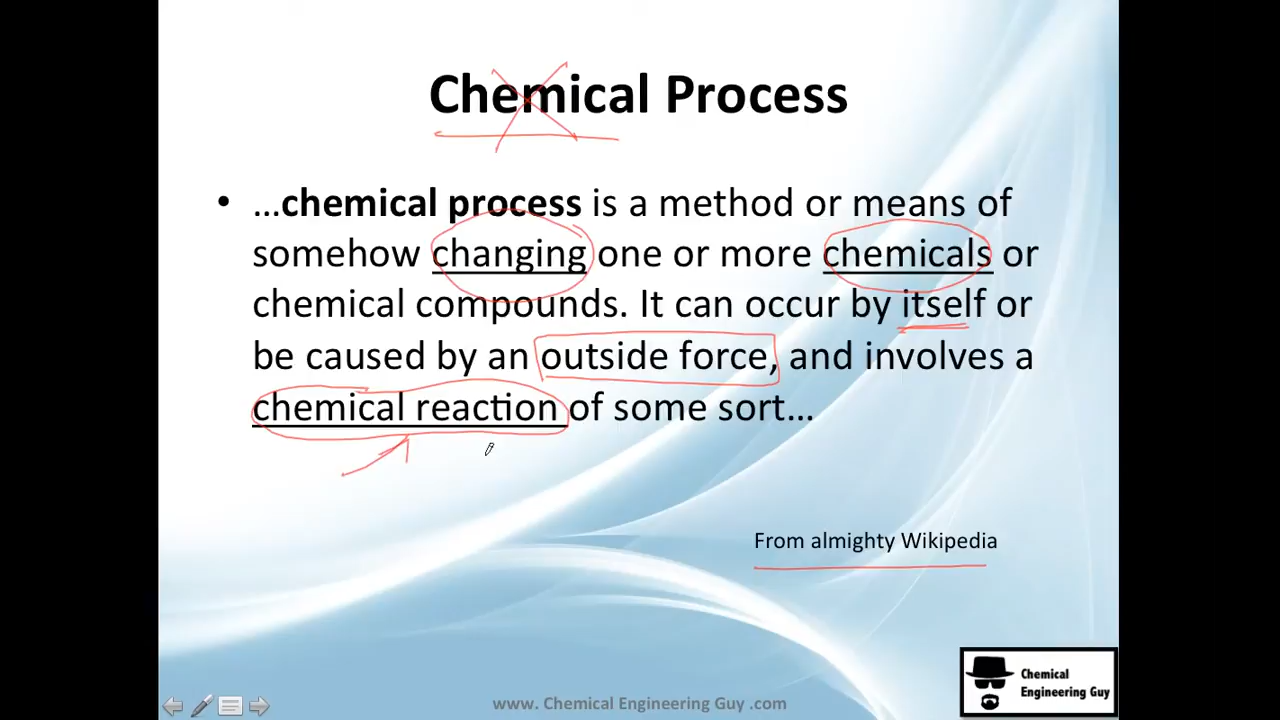 Chemical Process
• ...chemical process is a method or means of
somehow changing one or more chemicals or
chemical compounds. It can occur by itself or
be caused by an outside force, and involves a
chemical reaction of some sort...
From almighty Wikipedia
Chemical
Engineering Guy
www. Chemical Engineering Guy .com